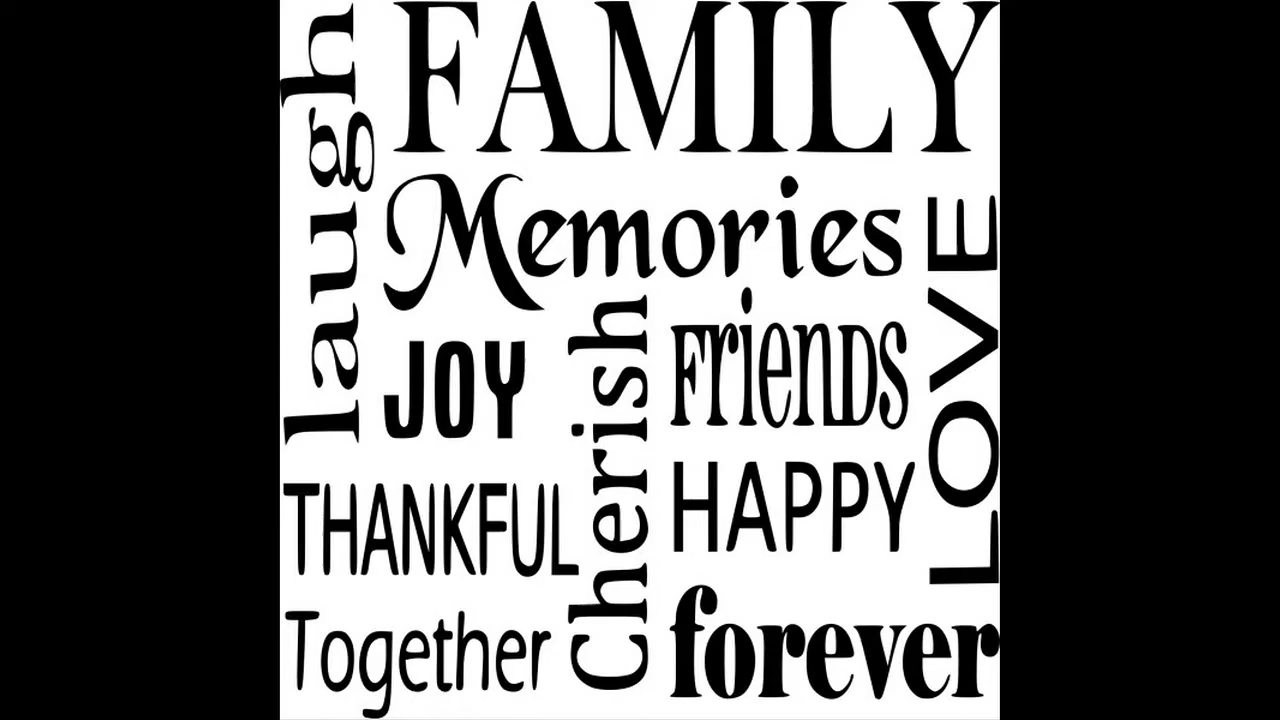 laugh
FAMILY
Memories
LOVE
JOY
Cherish
Friends
THANKFUL
HAPPY
Together
forever